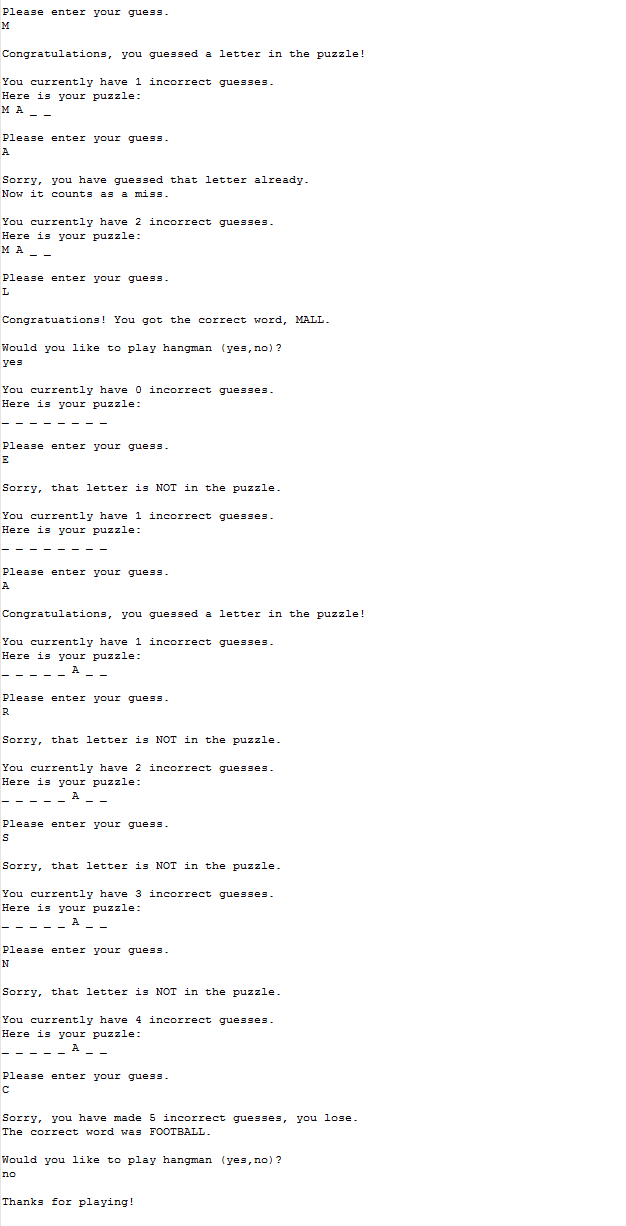 Please enter your guess.
M
Congratulations, you guessed a letter in the puzzle!
You currently have 1 incorrect guesses.
Here is your puzzle:
M A _ _
Please enter your guess.
A
Sorry, you have guessed that letter already.
Now it counts as a miss.
You currently have 2 incorrect guesses.
Here is your puzzle:
M A _ _
Please enter your guess.
L
Congratuations! You got the correct word, MALL.
Would you like to play hangman (yes,no)?
yes
You currently have 0 incorrect guesses.
Here is your puzzle:
_ _ _ _ _ _ _ _
Please enter your guess.
E
Sorry, that letter is NOT in the puzzle.
You currently have 1 incorrect guesses.
Here is your puzzle:
_ _ _ _ _ _ _ _
Please enter your guess.
A
Congratulations, you guessed a letter in the puzzle!
You currently have 1 incorrect guesses.
Here is your puzzle:
_ _ _ _ _ A _ _
Please enter your guess.
R
Sorry, that letter is NOT in the puzzle.
You currently have 2 incorrect guesses.
Here is your puzzle:
_ _ _ _ _ A _ _
Please enter your guess.
S
Sorry, that letter is NOT in the puzzle.
You currently have 3 incorrect guesses.
Here is your puzzle:
_ _ _ _ _ A _ _
Please enter your guess.
N
Sorry, that letter is NOT in the puzzle.
You currently have 4 incorrect guesses.
Here is your puzzle:
_ _ _ _ _ A _ _
Please enter your guess.
C
Sorry, you have made 5 incorrect guesses, you lose.
The correct word was FOOTBALL.
Would you like to play hangman (yes,no)?
no
Thanks for playing!